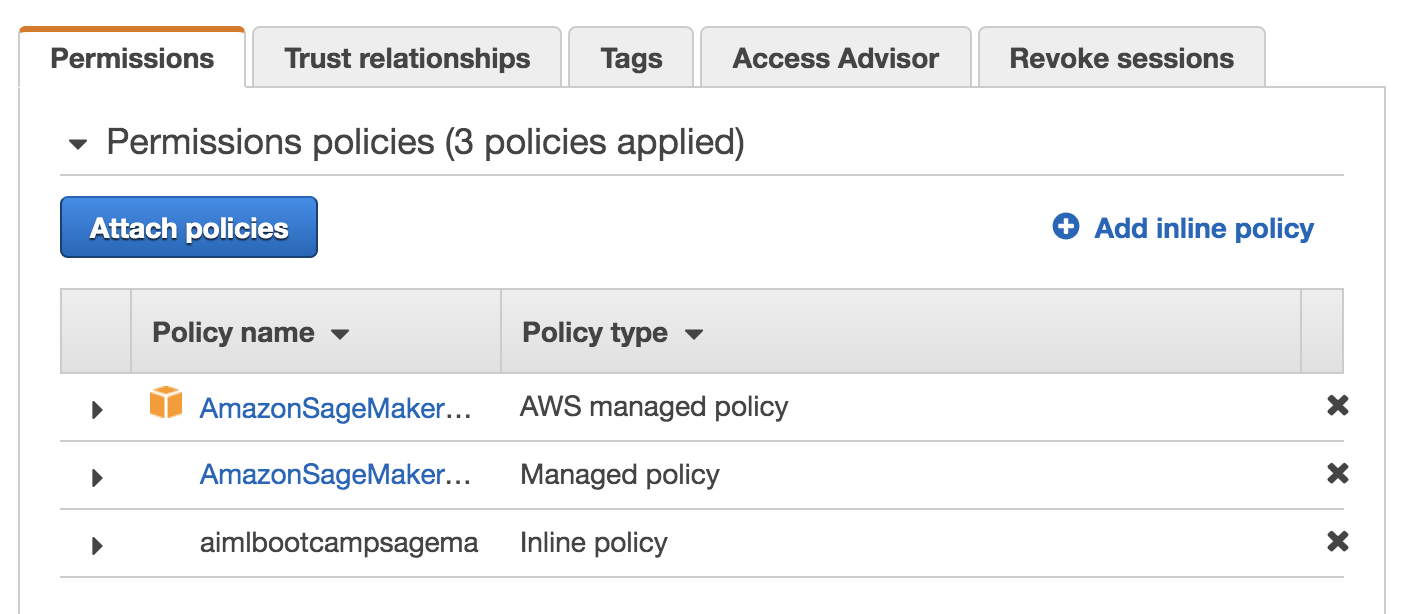 Permissions Trust relationships Tags Access Advisor Revoke sessions
Permissions policies (3 policies applied)
Attach policies Add inline policy
Policy name Policy type
AmazonSageMaker… AWS managed policy
AmazonSageMaker… Managed policy
aimlbootcampsagema Inline policy